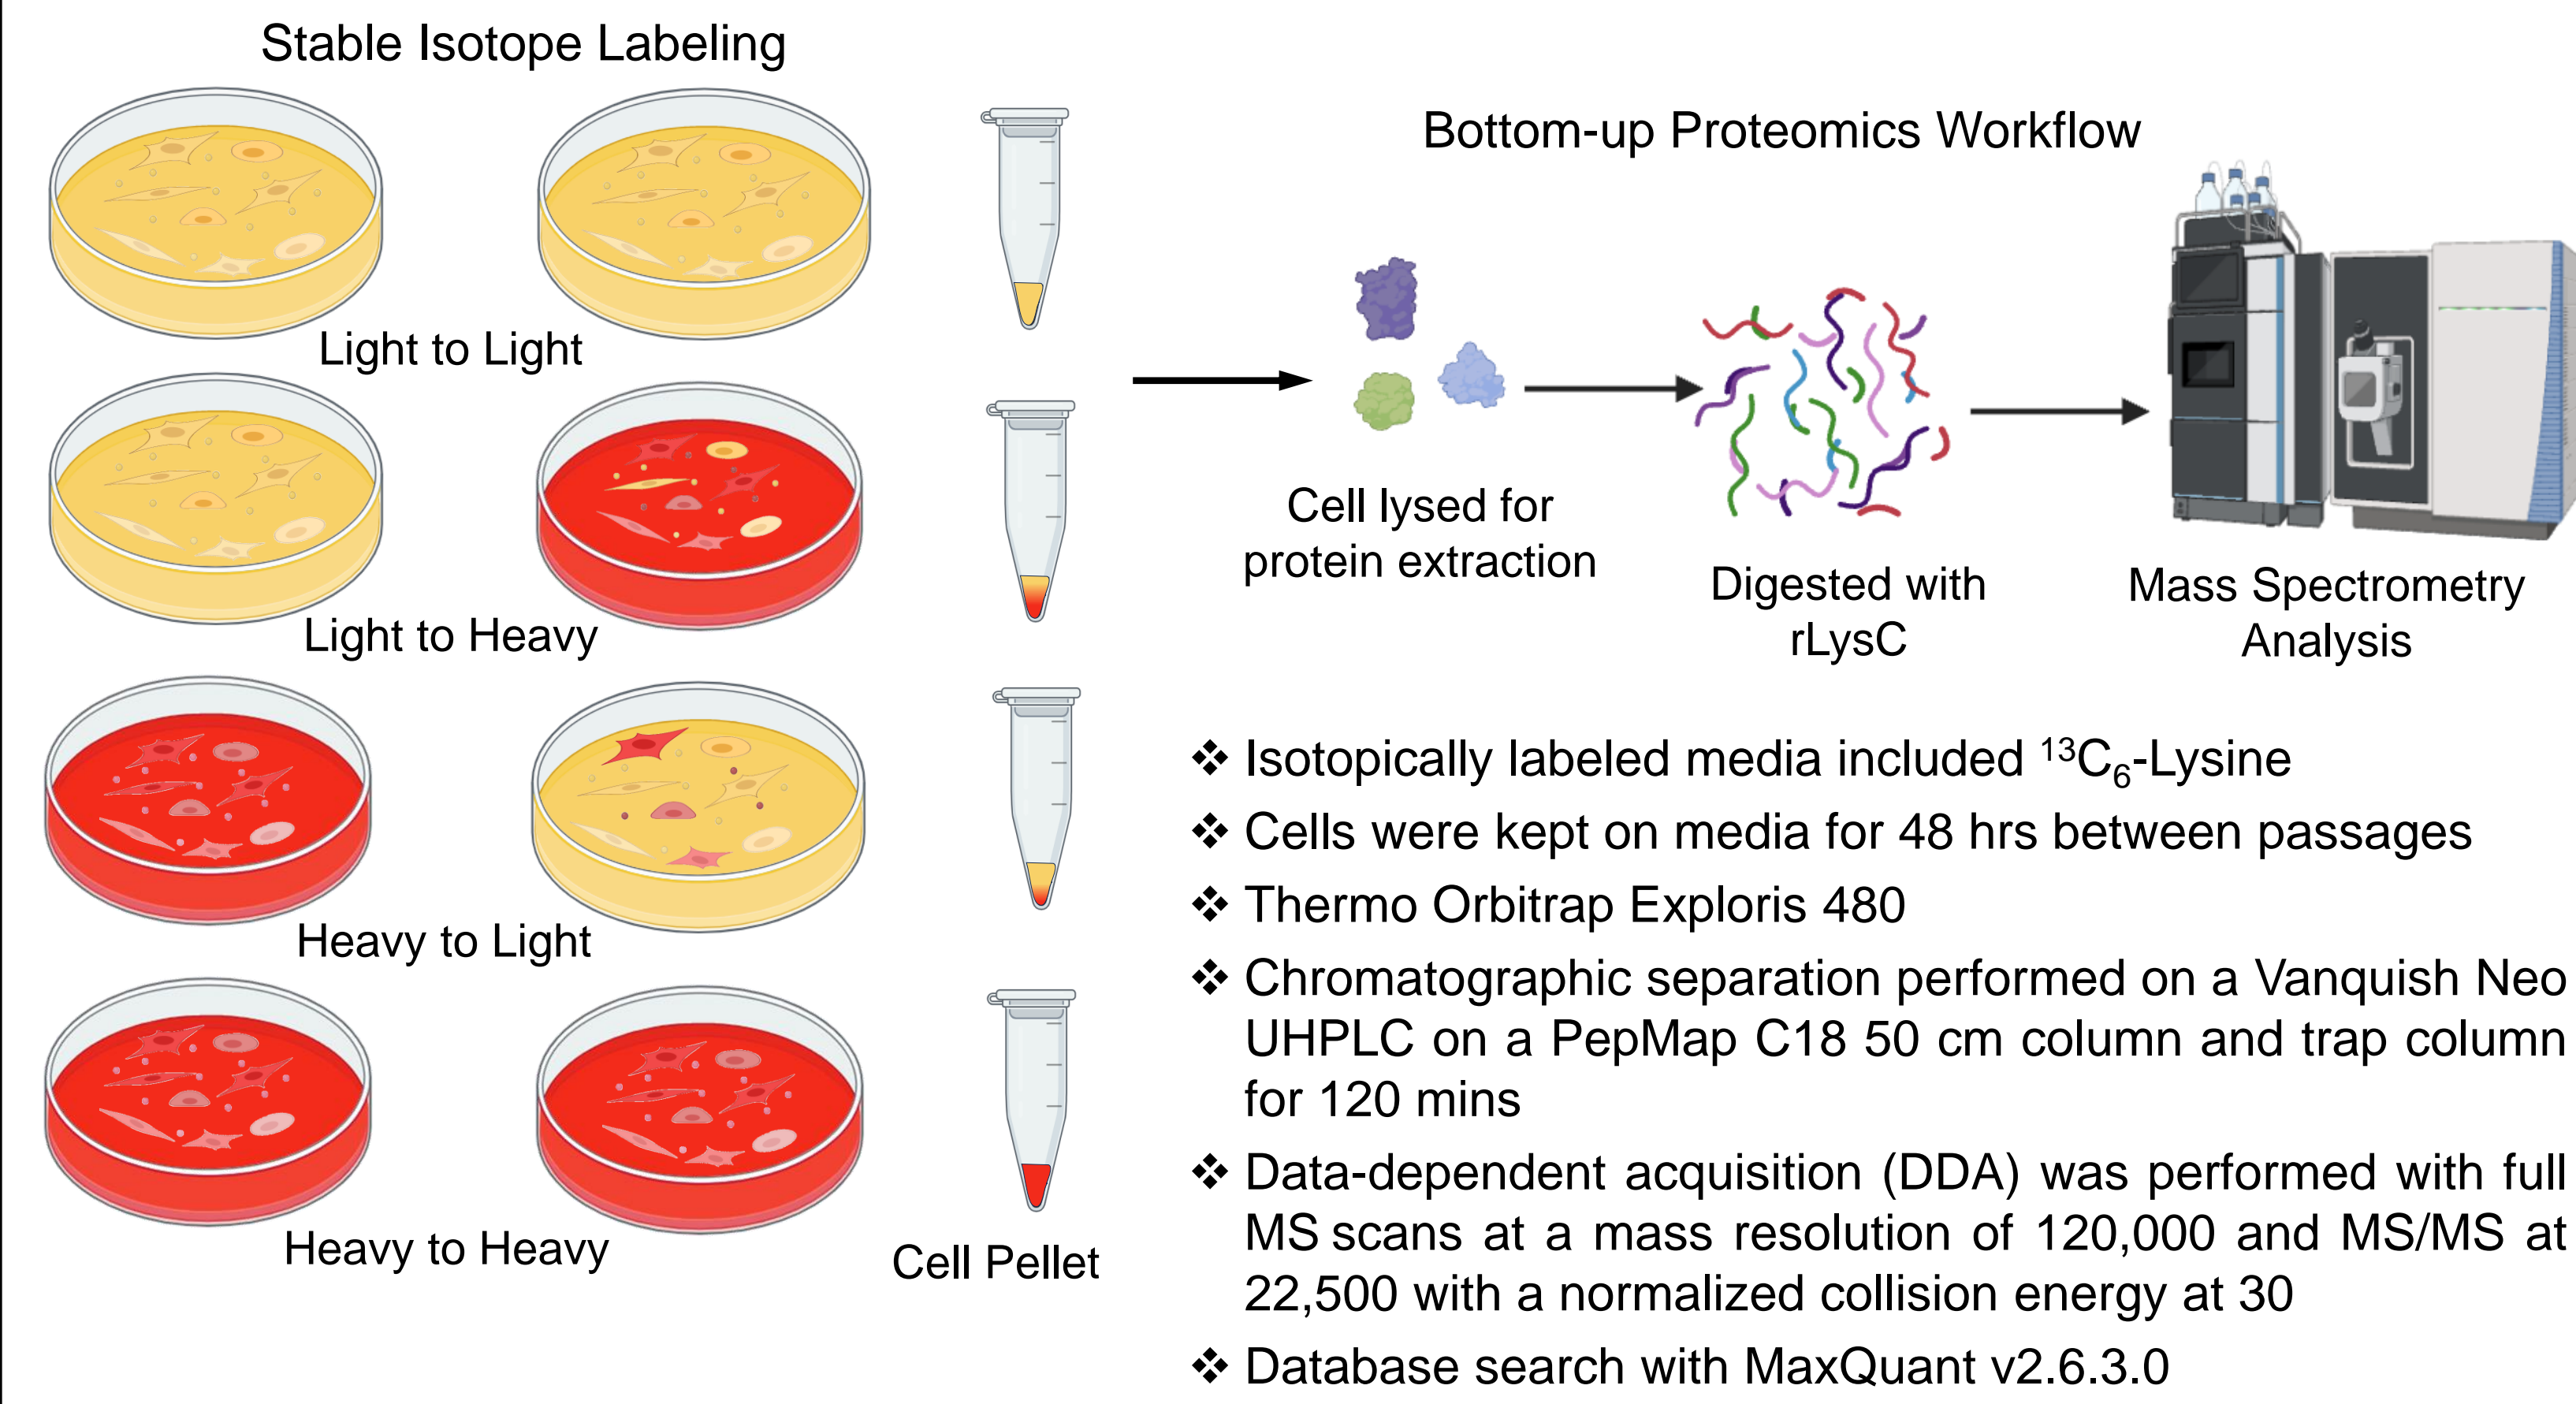 Stable Isotope Labeling
Light to Light
Light to Heavy
Heavy to Light
Heavy to Heavy
Cell Pellet
Bottom-up Proteomics Workflow
Cell lysed for
protein extraction
Digested with
rLysC
Mass Spectrometry
Analysis
❖ Isotopically labeled media included ¹³C₆-Lysine
❖ Cells were kept on media for 48 hrs between passages
❖ Thermo Orbitrap Exploris 480
❖ Chromatographic separation performed on a Vanquish Neo
UHPLC on a PepMap C18 50 cm column and trap column
for 120 mins
❖ Data-dependent acquisition (DDA) was performed with full
MS scans at a mass resolution of 120,000 and MS/MS at
22,500 with a normalized collision energy at 30
❖ Database search with MaxQuant v2.6.3.0